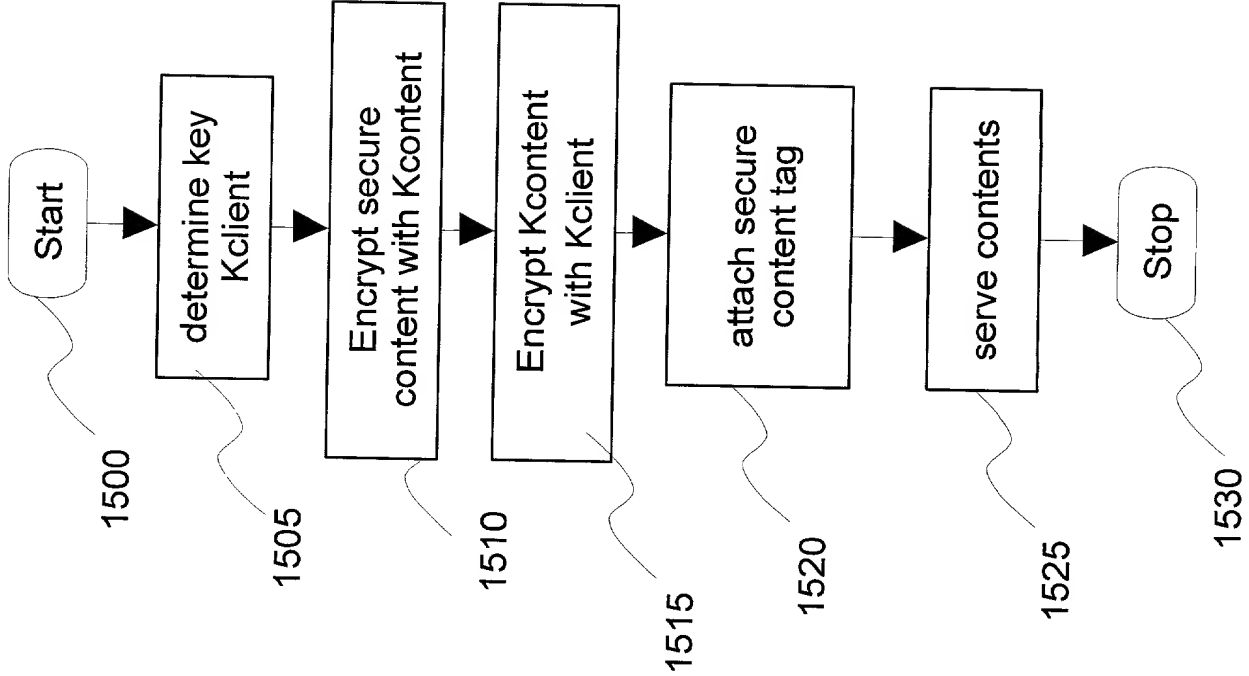 Start
1500
determine key
Kclient
1505
Encrypt secure
content with Kcontent
1510
Encrypt Kcontent
with Kclient
1515
attach secure
content tag
1520
serve contents
1525
Stop
1530